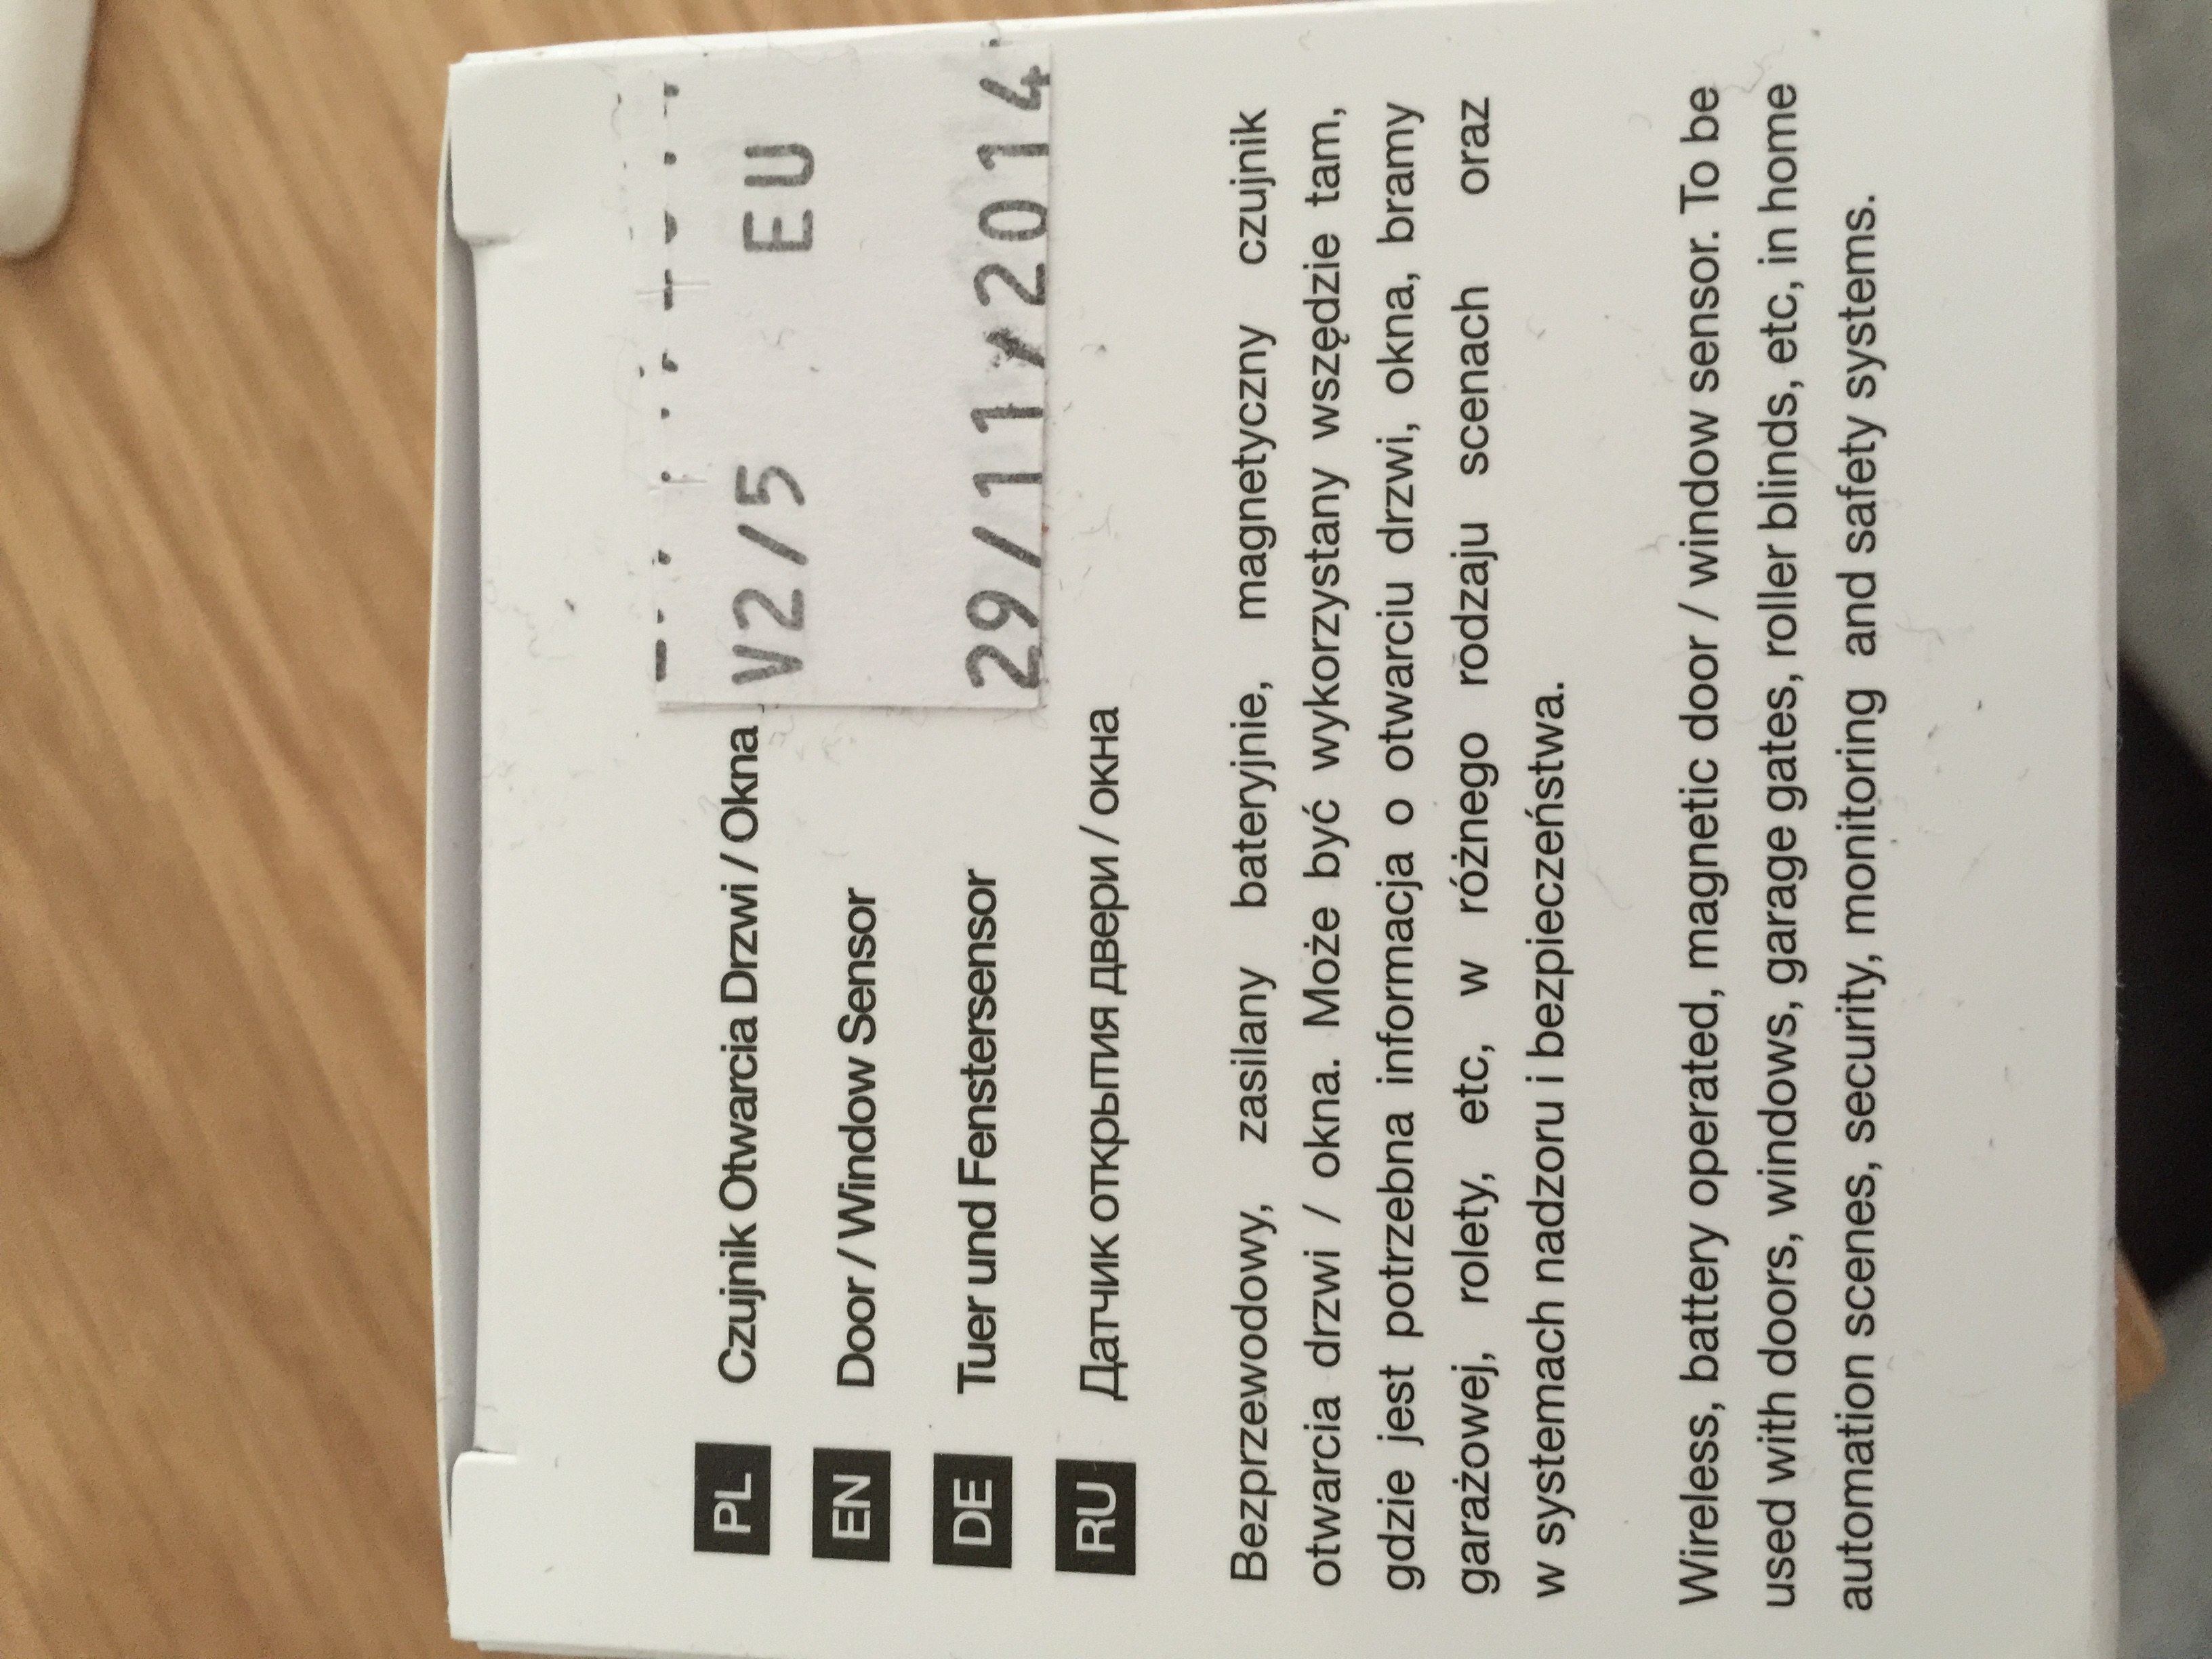 V2/5 EU
29/11/2014
PL Czujnik Otwarcia Drzwi / Okna
EN Door / Window Sensor
DE Tuer und Fenstersensor
RU Датчик открытия двери / окна
Bezprzewodowy, zasilany bateryjnie, magnetyczny czujnik
otwarcia drzwi / okna. Może być wykorzystany wszędzie tam,
gdzie jest potrzebna informacja o otwarciu drzwi, okna, bramy
garażowej, rolety, etc, w różnego rodzaju scenach oraz
w systemach nadzoru i bezpieczeństwa.
Wireless, battery operated, magnetic door / window sensor. To be
used with doors, windows, garage gates, roller blinds, etc, in home
automation scenes, security, monitoring and safety systems.